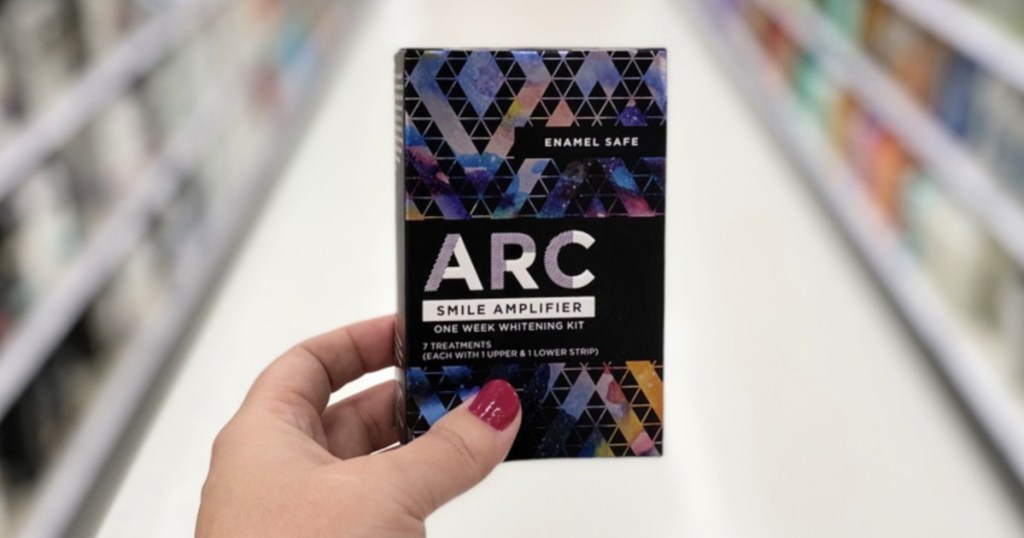 ENAMEL SAFE
ARC
SMILE AMPLIFIER
ONE WEEK WHITENING KIT
7 TREATMENTS
(EACH WITH 1 UPPER & 1 LOWER STRIP)